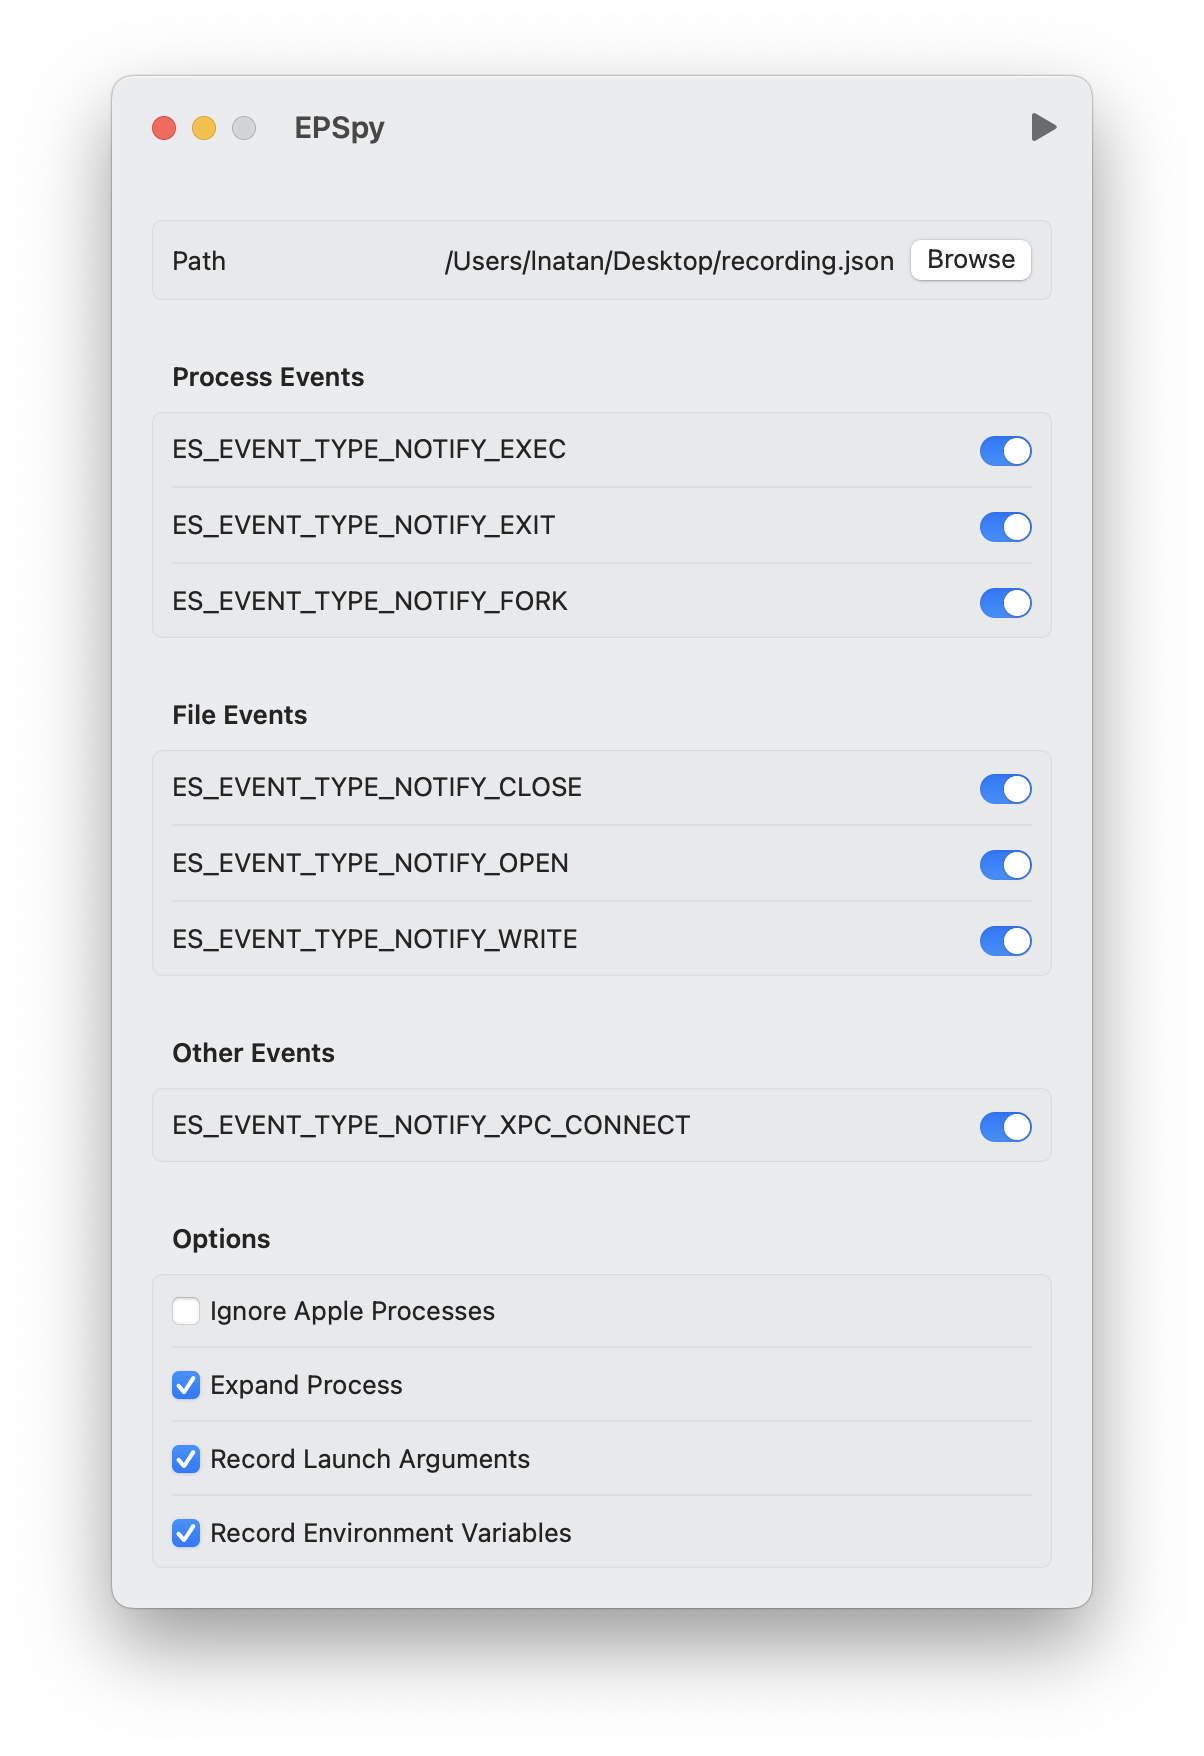 EPSpy
Path /Users/lnatan/Desktop/recording.json Browse
Process Events
ES_EVENT_TYPE_NOTIFY_EXEC
ES_EVENT_TYPE_NOTIFY_EXIT
ES_EVENT_TYPE_NOTIFY_FORK
File Events
ES_EVENT_TYPE_NOTIFY_CLOSE
ES_EVENT_TYPE_NOTIFY_OPEN
ES_EVENT_TYPE_NOTIFY_WRITE
Other Events
ES_EVENT_TYPE_NOTIFY_XPC_CONNECT
Options
Ignore Apple Processes
Expand Process
Record Launch Arguments
Record Environment Variables